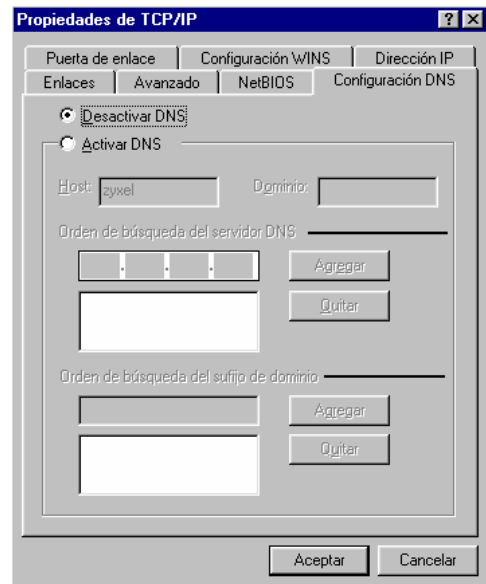 Propiedades de TCP/IP
Puerta de enlace Configuración WINS Dirección IP
Enlaces Avanzado NetBIOS Configuración DNS
Desactivar DNS
Activar DNS
Host: zyxel Dominio:
Orden de búsqueda del servidor DNS
Agregar
Quitar
Orden de búsqueda del sufijo de dominio
Agregar
Quitar
Aceptar Cancelar